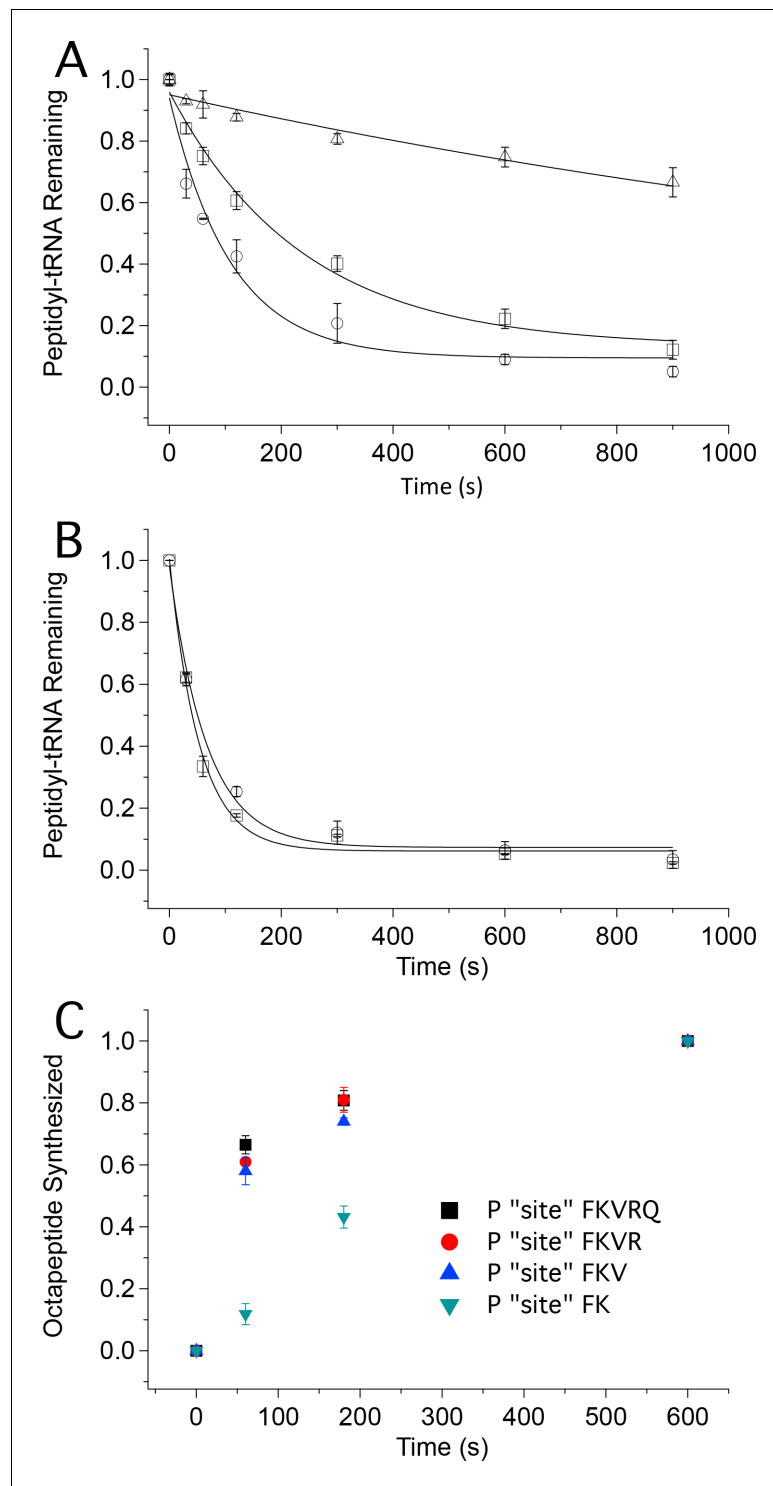 A
Peptidyl-tRNA Remaining
1.0
0.8
0.6
0.4
0.2
0.0
0 200 400 600 800 1000
Time (s)
B
Peptidyl-tRNA Remaining
1.0
0.8
0.6
0.4
0.2
0.0
0 200 400 600 800 1000
Time (s)
C
Octapeptide Synthesized
1.0
0.8
0.6
0.4
0.2
0.0
P "site" FKVRQ
P "site" FKVR
P "site" FKV
P "site" FK
0 100 200 300 400 500 600
Time (s)